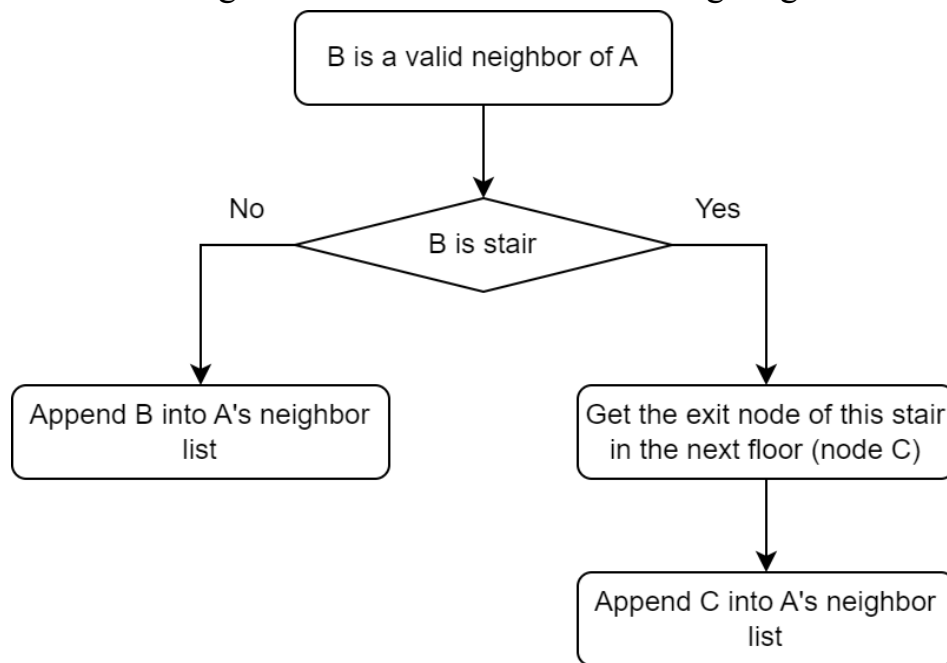 B is a valid neighbor of A
No
Yes
B is stair
Append B into A's neighbor
list
Get the exit node of this stair
in the next floor (node C)
Append C into A's neighbor
list